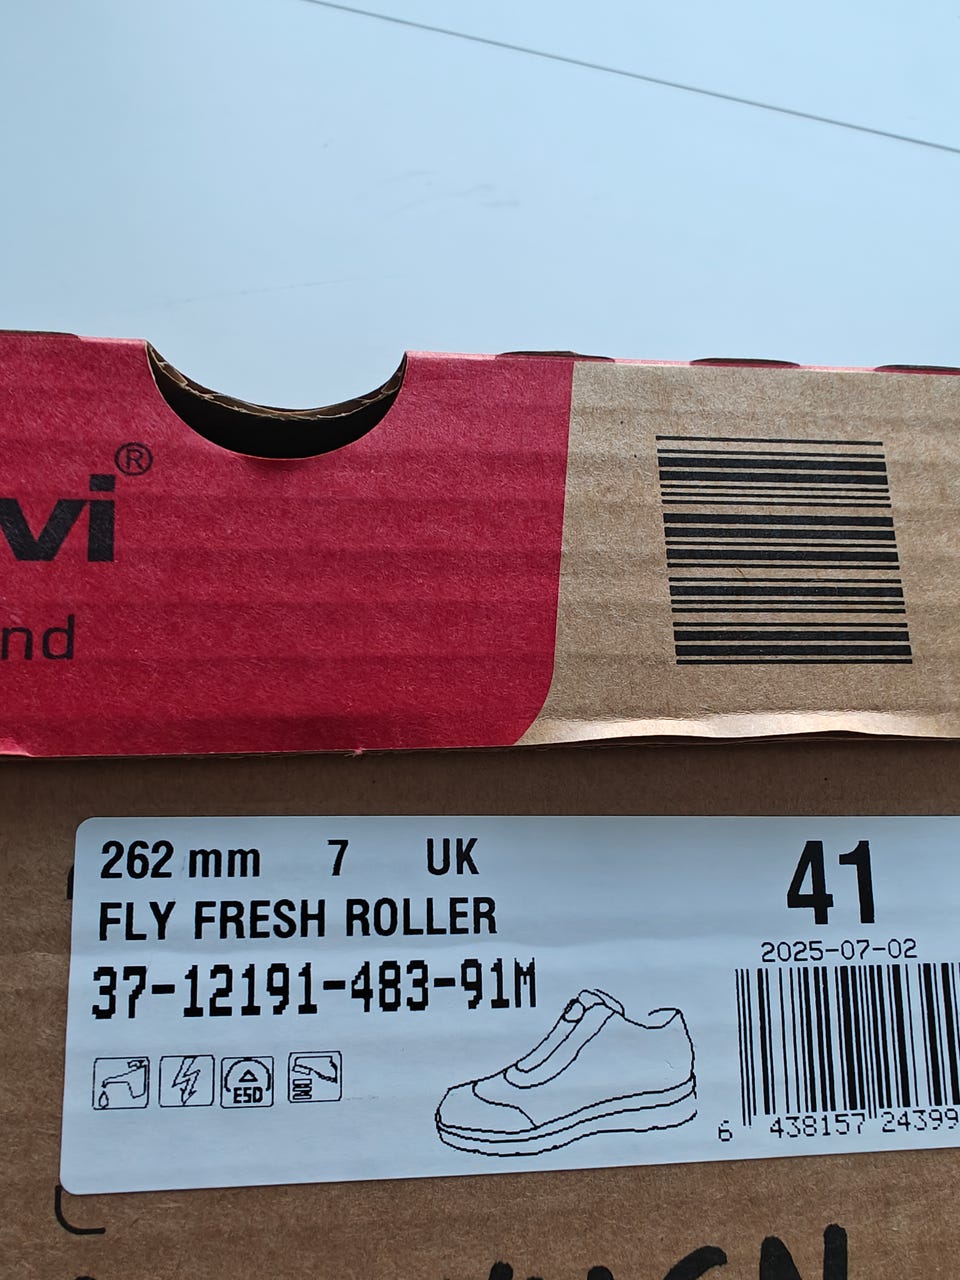 vi®
nd
262 mm 7 UK
FLY FRESH ROLLER
37-12191-483-91M
ESD
41
2025-07-02
6 438157 24399